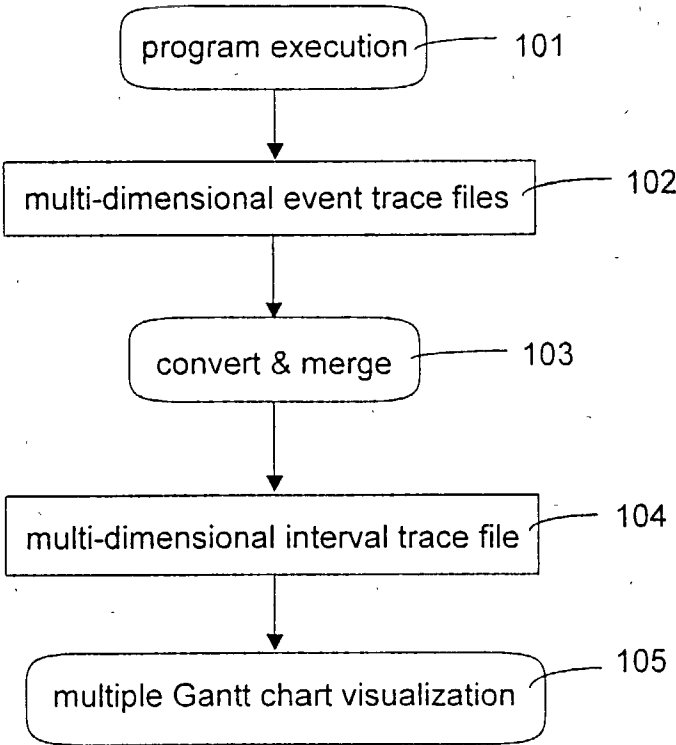 program execution 101
multi-dimensional event trace files 102
convert & merge 103
multi-dimensional interval trace file 104
multiple Gantt chart visualization 105